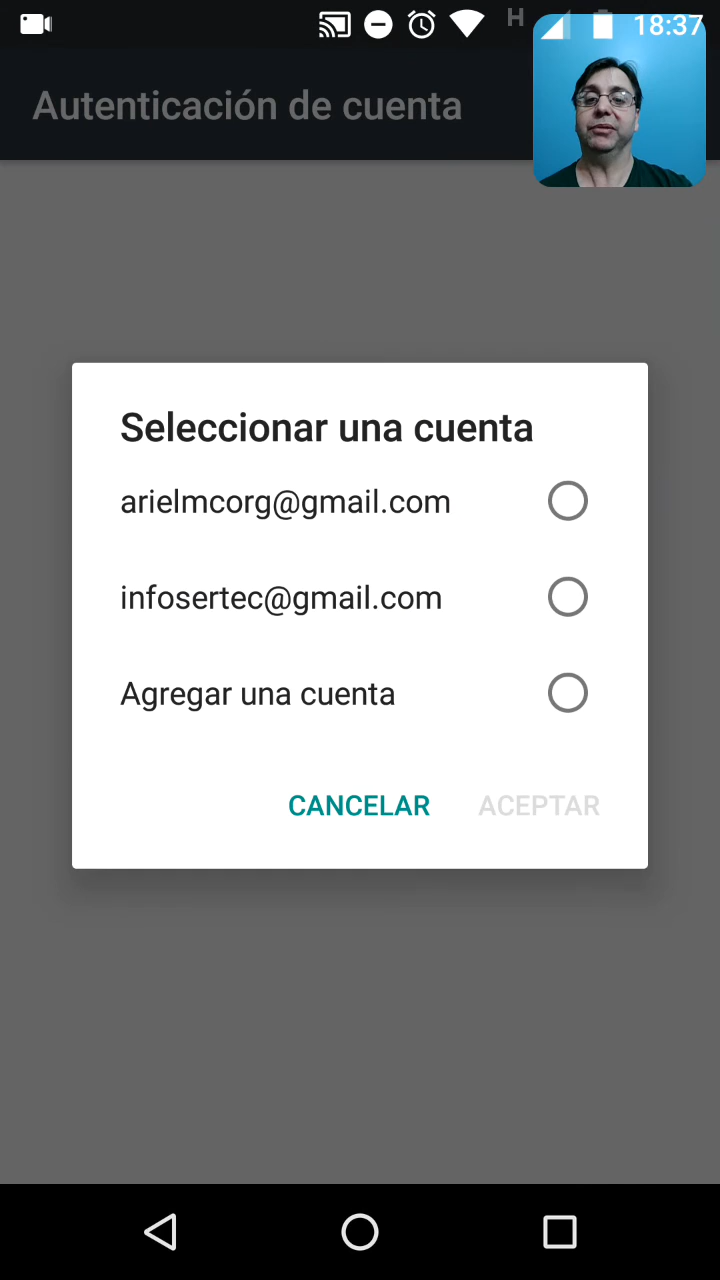 H 18:37
Autenticación de cuenta
Seleccionar una cuenta
arielmcorg@gmail.com
infosertec@gmail.com
Agregar una cuenta
CANCELAR ACEPTAR